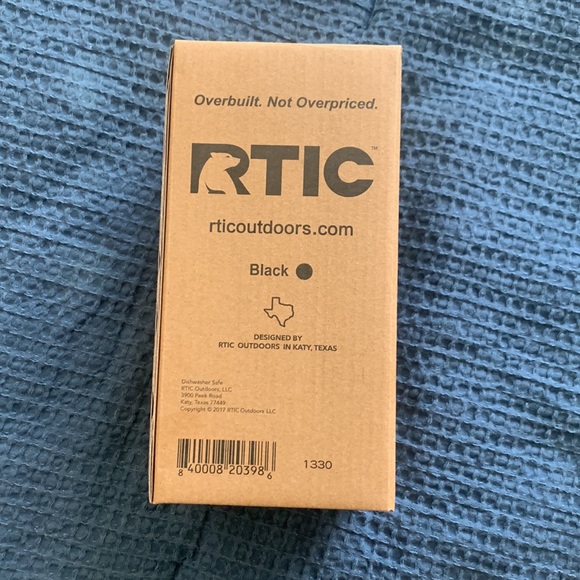 Overbuilt. Not Overpriced.
RTIC™
rticoutdoors.com
Black
DESIGNED BY
RTIC OUTDOORS IN KATY, TEXAS
Dishwasher Safe
RTIC Outdoors, LLC
3900 Peek Road
Katy, Texas 77449
Copyright © 2017 RTIC Outdoors LLC
8 40008 20398 6
1330